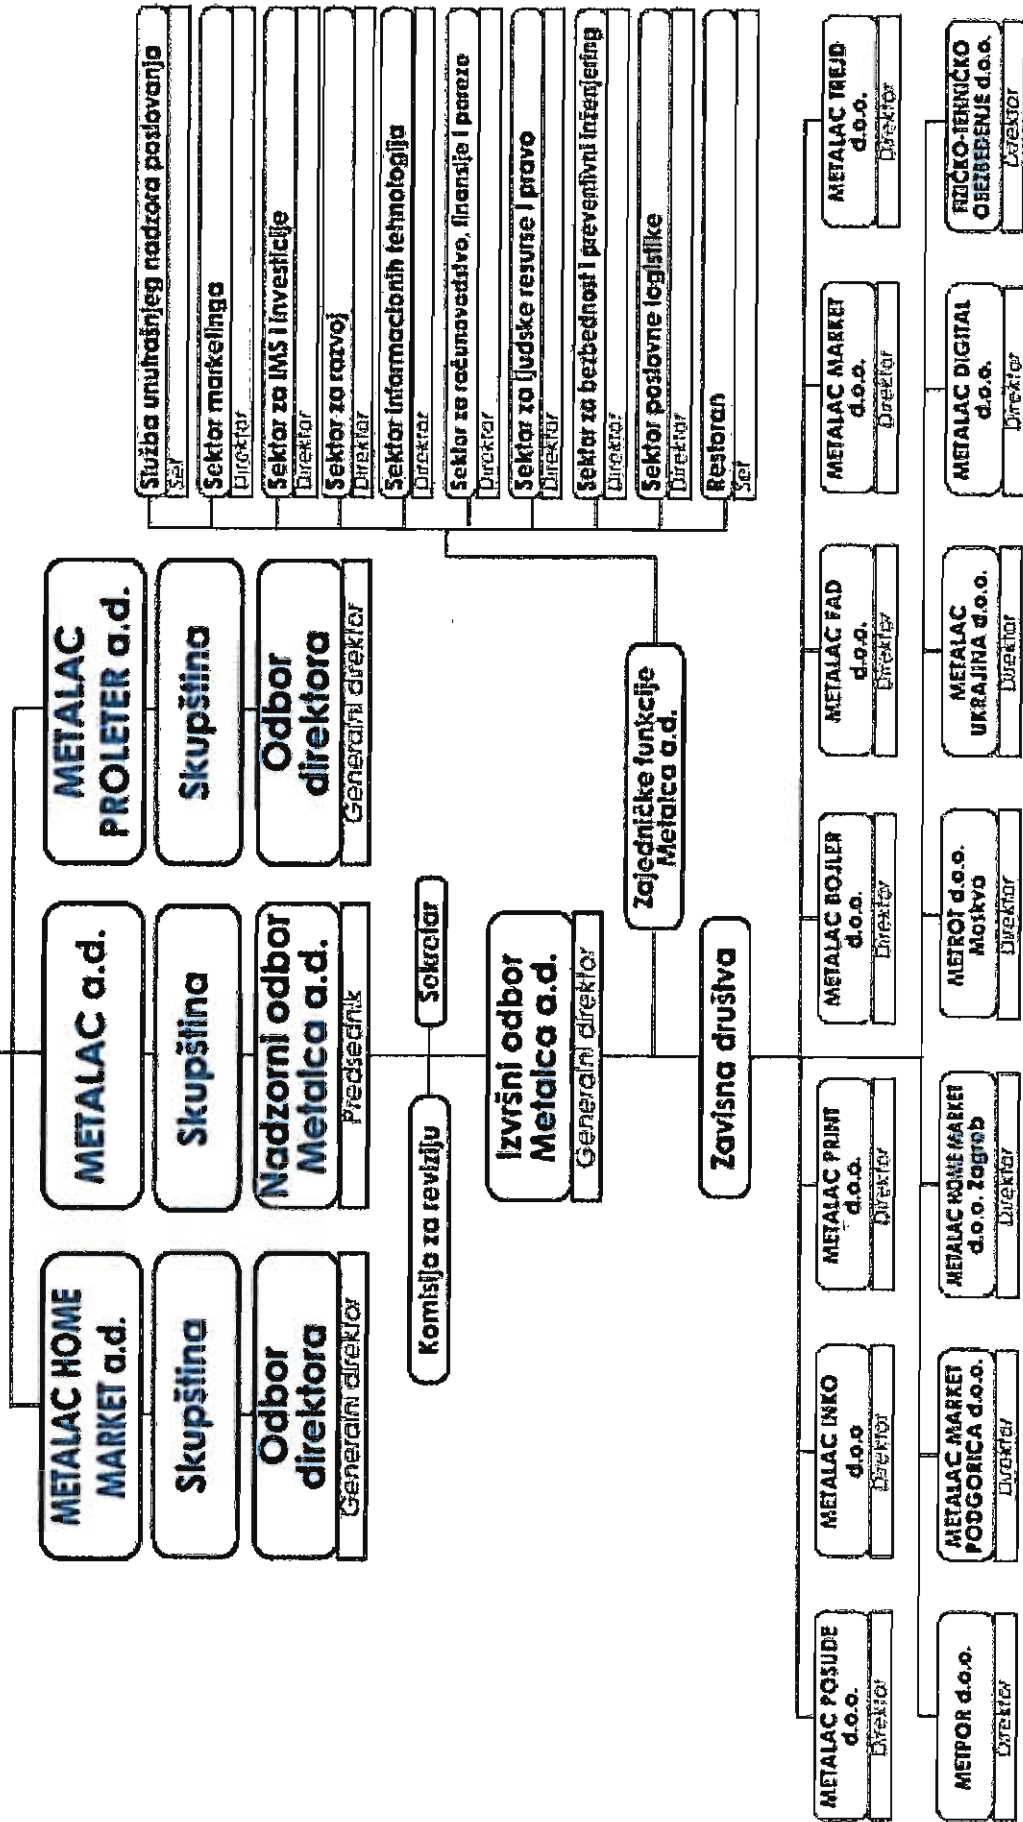 METALAC HOME
MARKET a.d.
Skupština
Odbor
direktora
Generalni direktor
METALAC a.d.
Skupština
Nadzorni odbor
Metalca a.d.
Predsednik
METALAC
PROLETER a.d.
Skupština
Odbor
direktora
Generalni direktor
Komisija za reviziju
Sekretar
Izvršni odbor
Metalca a.d.
Generalni direktor
Zajedničke funkcije
Metalca a.d.
Služba unutrašnjeg nadzora poslovanja
Šef
Sektor marketinga
Direktor
Sektor za IMS i investicije
Direktor
Sektor za razvoj
Direktor
Sektor informacionih tehnologija
Direktor
Sektor za računovodstvo, finansije i poreze
Direktor
Sektor za ljudske resurse i pravo
Direktor
Sektor za bezbednost i preventivni inženjering
Direktor
Sektor poslovne logistike
Direktor
Restoran
Šef
Zavisna društva
METALAC POSUĐE
d.o.o.
Direktor
METALAC INKO
d.o.o
Direktor
METALAC PRINT
d.o.o.
Direktor
METALAC BOJLER
d.o.o.
Direktor
METALAC FAD
d.o.o.
Direktor
METALAC MARKET
d.o.o.
Direktor
METALAC TREJD
d.o.o.
Direktor
METPOR d.o.o.
Direktor
METALAC MARKET
PODGORICA d.o.o.
Direktor
METALAC HOME MARKET
d.o.o. Zagreb
Direktor
METROT d.o.o.
Moskva
Direktor
METALAC
UKRAJINA d.o.o.
Direktor
METALAC DIGITAL
d.o.o.
Direktor
FIZIČKO-TEHNIČKO
OBEZBEĐENJE d.o.o.
Direktor